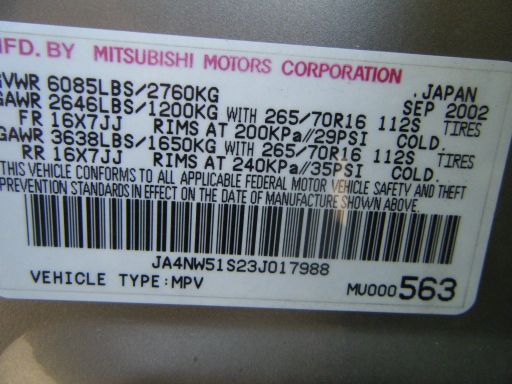 MFD. BY MITSUBISHI MOTORS CORPORATION
GVWR 6085LBS/2760KG JAPAN
GAWR 2646LBS/1200KG WITH 265/70R16 112S SEP 2002
FR 16X7JJ RIMS AT 200KPa//29PSI COLD. TIRES
GAWR 3638LBS/1650KG WITH 265/70R16 112S TIRES
RR 16X7JJ RIMS AT 240KPa//35PSI COLD.
THIS VEHICLE CONFORMS TO ALL APPLICABLE FEDERAL MOTOR VEHICLE SAFETY AND THEFT
PREVENTION STANDARDS IN EFFECT ON THE DATE OF MANUFACTURE SHOWN ABOVE.
JA4NW51S23J017988
VEHICLE TYPE:MPV MU000563